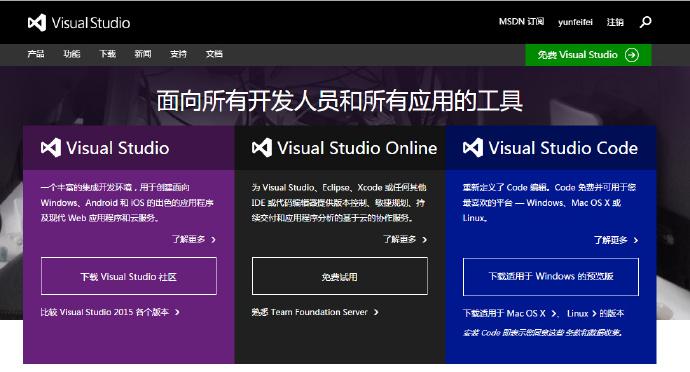 Visual Studio
MSDN 订阅 yunfeifei 注销
产品 功能 下载 新闻 支持 文档
免费 Visual Studio
面向所有开发人员和所有应用的工具
Visual Studio
一个丰富的集成开发环境，用于创建面向
Windows、Android 和 iOS 的出色的应用程序
及现代 Web 应用程序和云服务。
了解更多
下载 Visual Studio 社区
比较 Visual Studio 2015 各个版本
Visual Studio Online
为 Visual Studio、Eclipse、Xcode 或任何其他
IDE 或代码编辑器提供版本控制、敏捷规划、持
续交付和应用程序分析的基于云的协作服务。
了解更多
免费试用
熟悉 Team Foundation Server
Visual Studio Code
重新定义了 Code 编辑。Code 免费并可用于您
最喜欢的平台 — Windows、Mac OS X 或
Linux。
了解更多
下载适用于 Windows 的预览版
下载适用于 Mac OS X 、 Linux 的版本
安装 Code 即表示您同意这些 条款和数据收集。